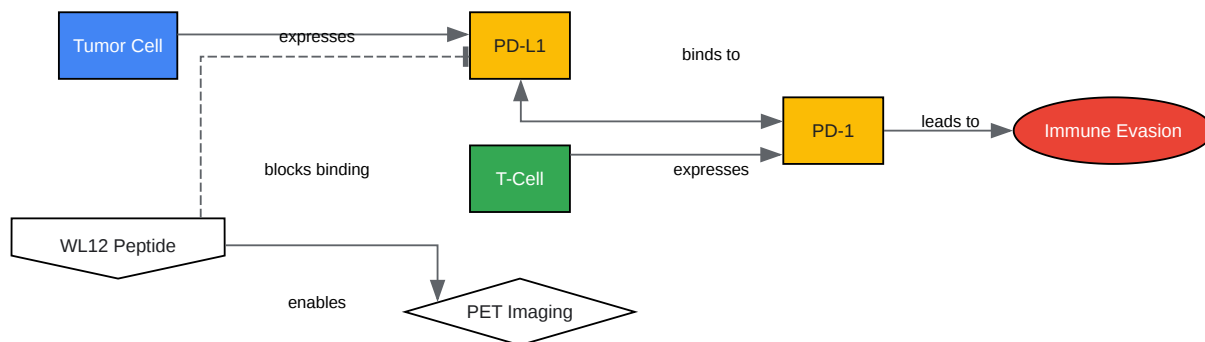 Tumor Cell
expresses
PD-L1
binds to
PD-1
leads to
Immune Evasion
blocks binding
T-Cell
expresses
WL12 Peptide
enables
PET Imaging